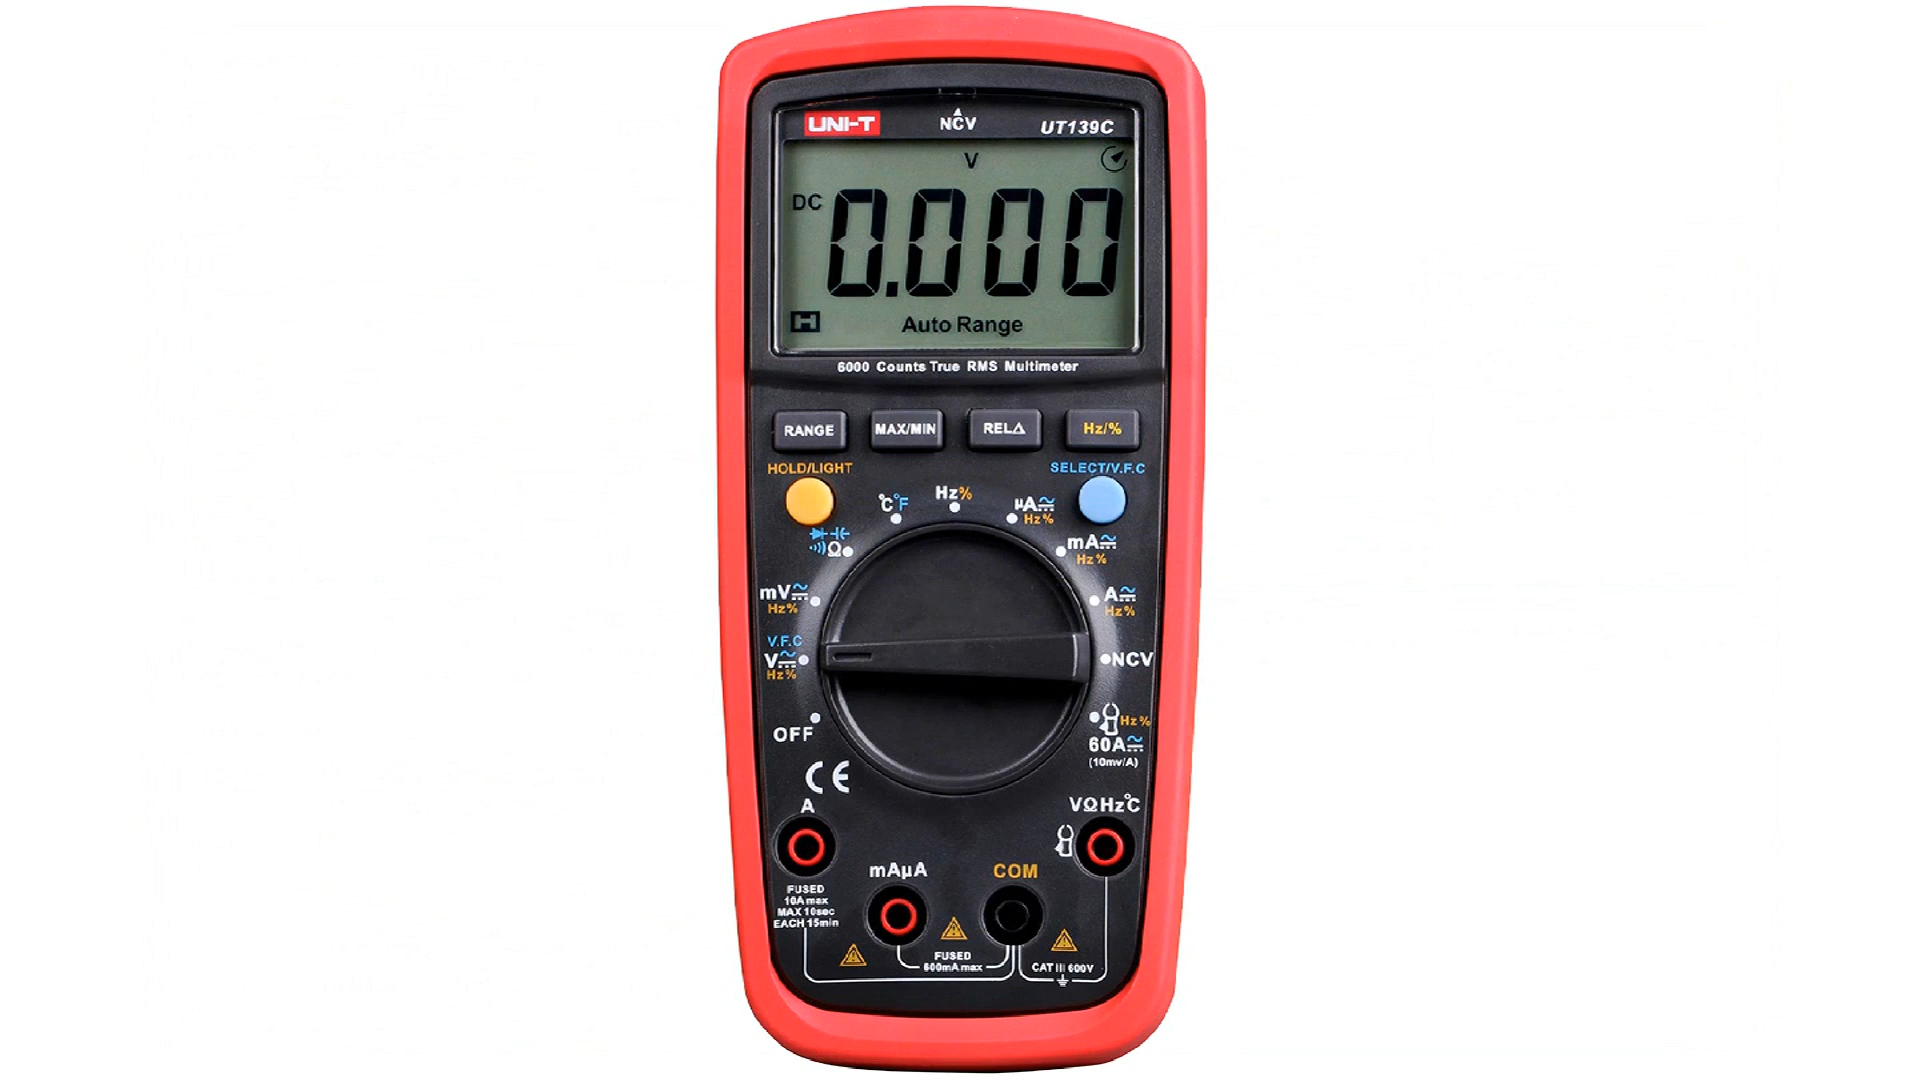 UNI-T NCV UT139C
V
DC 0.000
H Auto Range
6000 Counts True RMS Multimeter
RANGE MAX/MIN REL△ Hz/%
HOLD/LIGHT SELECT/V.F.C
°C°F Hz% µA Hz%
Ω mA Hz%
mV Hz% A Hz%
V.F.C
V Hz% NCV
OFF Hz%
60A
(10mv/A)
CE
A VΩHz°C
mAµA COM
FUSED
10A max
MAX 10sec
EACH 15min
FUSED
600mA max
CAT III 600V